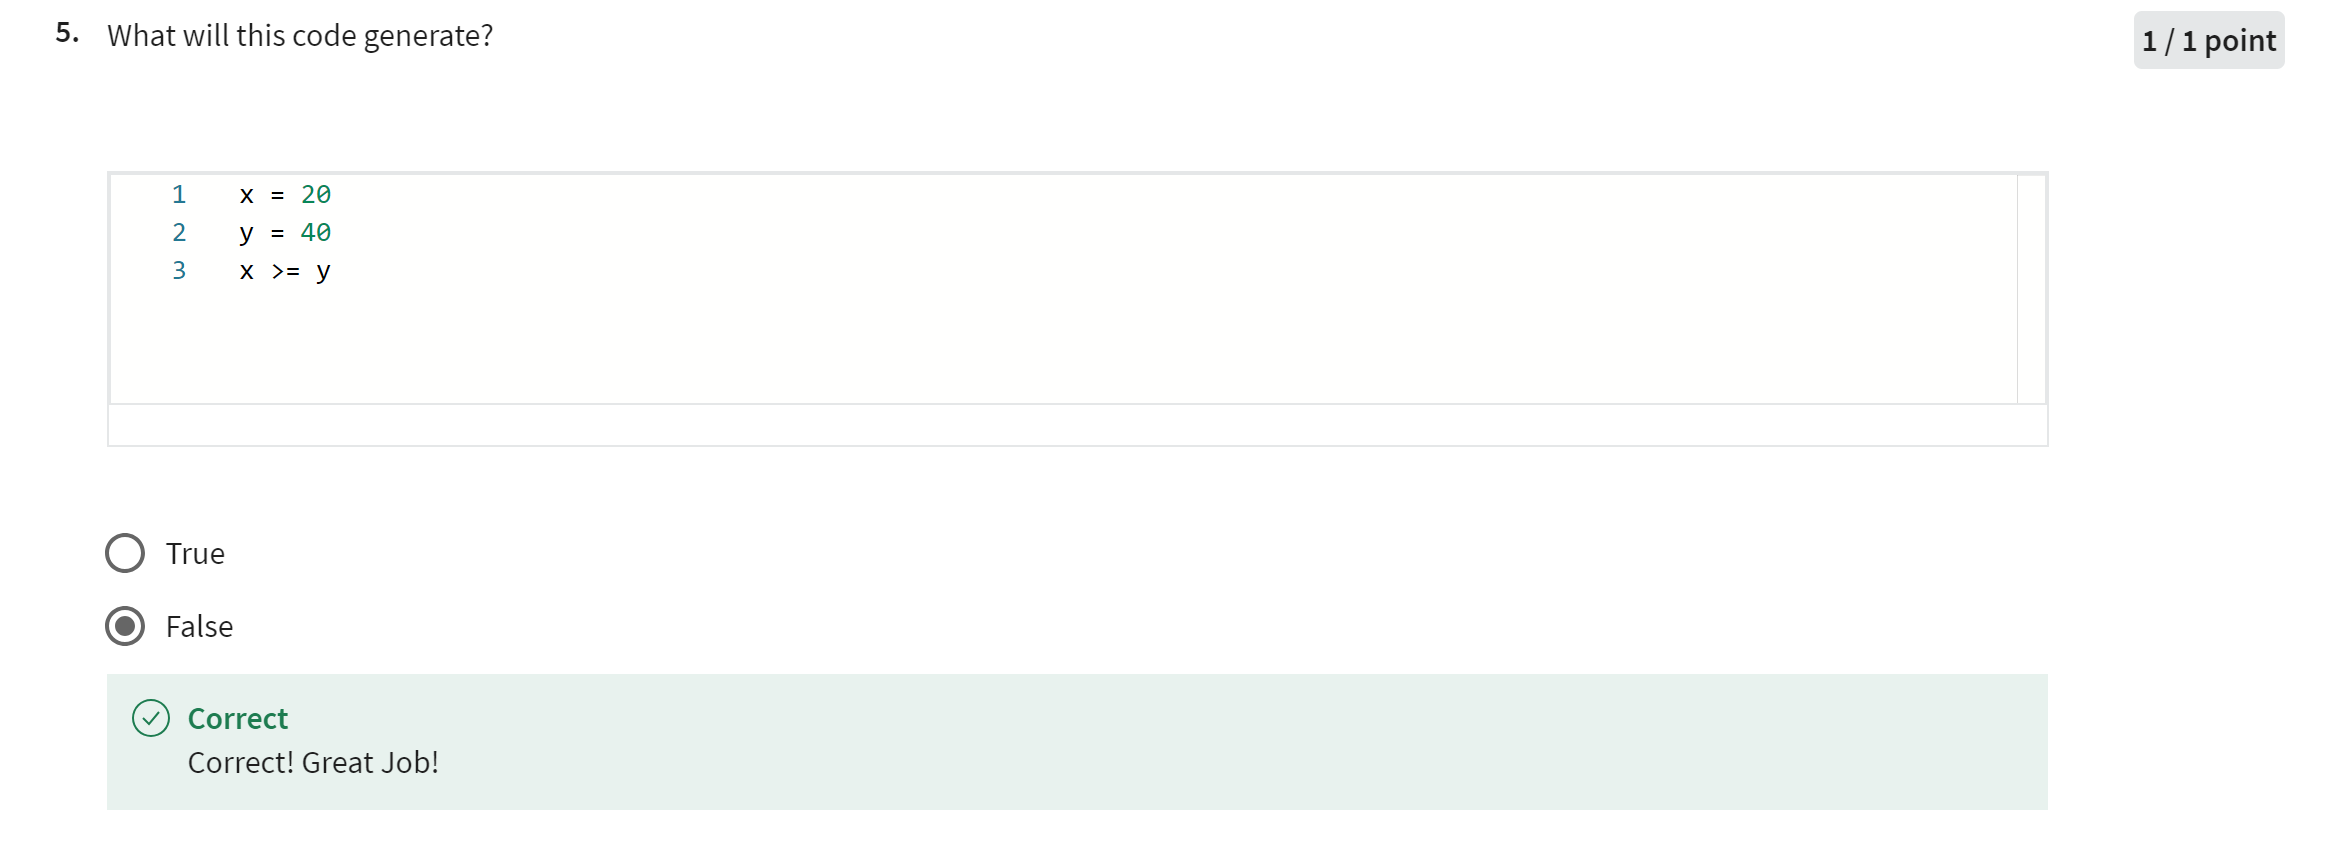 5. What will this code generate?
1 / 1 point
1 x = 20
2 y = 40
3 x >= y
True
False
Correct
Correct! Great Job!